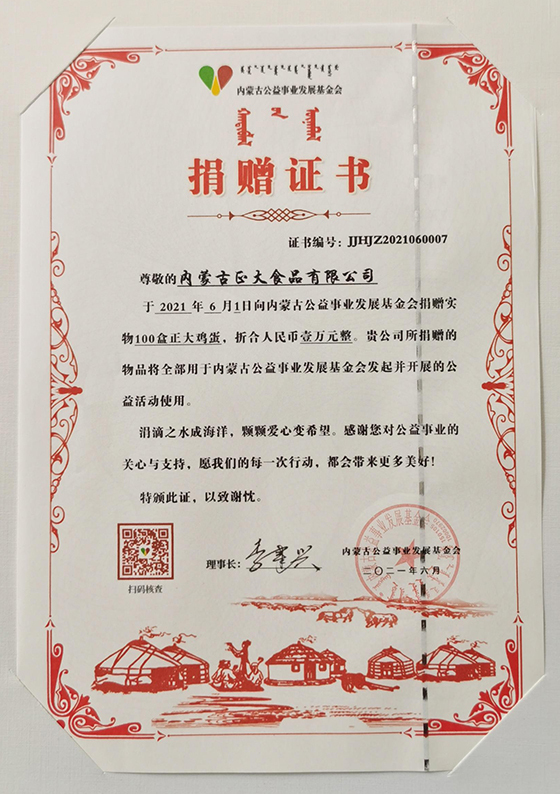 内蒙古公益事业发展基金会
捐赠证书
证书编号：JJHJZ2021060007
尊敬的内蒙古正大食品有限公司
于 2021 年 6 月1日向内蒙古公益事业发展基金会捐赠实
物100盒正大鸡蛋，折合人民币壹万元整。贵公司所捐赠的
物品将全部用于内蒙古公益事业发展基金会发起并开展的公
益活动使用。
涓滴之水成海洋，颗颗爱心变希望。感谢您对公益事业的
关心与支持，愿我们的每一次行动，都会带来更多美好！
特颁此证，以致谢忱。
理事长：
内蒙古公益事业发展基金会
二〇二一年六月
扫码核查